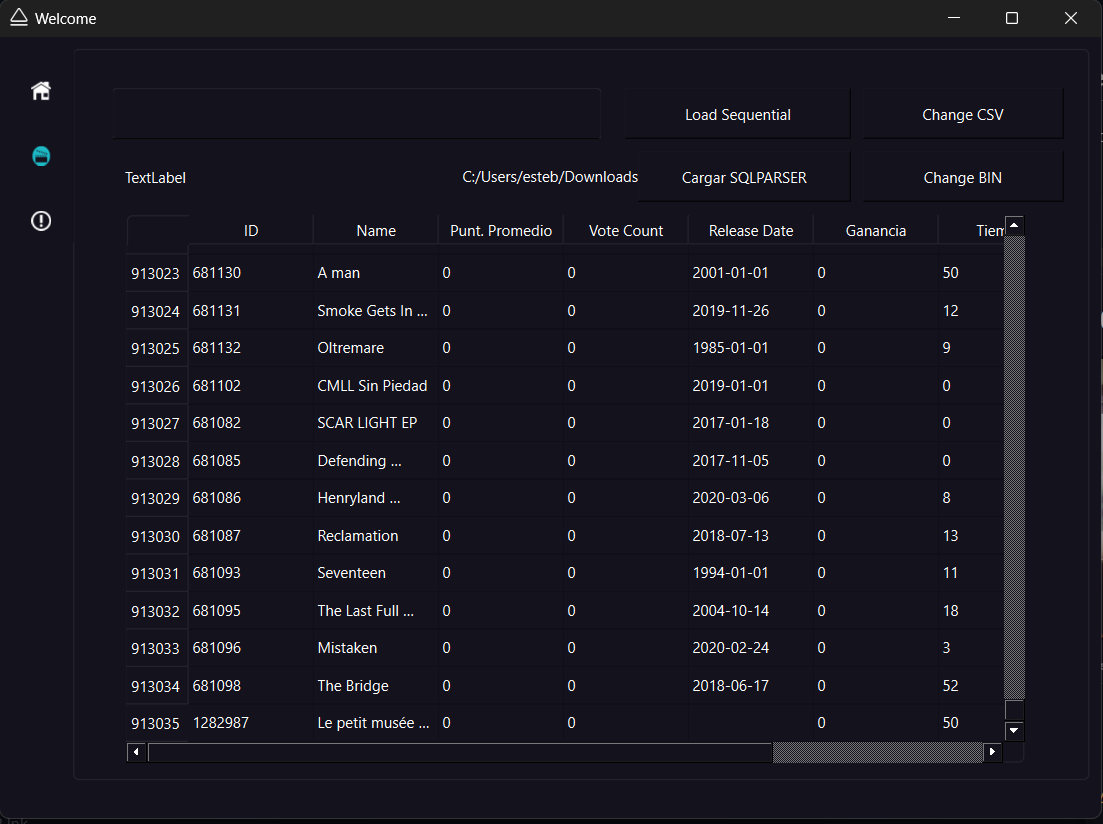 Welcome
Load Sequential Change CSV
TextLabel C:/Users/esteb/Downloads Cargar SQLPARSER Change BIN
ID Name Punt. Promedio Vote Count Release Date Ganancia Tiem
913023 681130 A man 0 0 2001-01-01 0 50
913024 681131 Smoke Gets In ... 0 0 2019-11-26 0 12
913025 681132 Oltremare 0 0 1985-01-01 0 9
913026 681102 CMLL Sin Piedad 0 0 2019-01-01 0 0
913027 681082 SCAR LIGHT EP 0 0 2017-01-18 0 0
913028 681085 Defending ... 0 0 2017-11-05 0 0
913029 681086 Henryland ... 0 0 2020-03-06 0 8
913030 681087 Reclamation 0 0 2018-07-13 0 13
913031 681093 Seventeen 0 0 1994-01-01 0 11
913032 681095 The Last Full ... 0 0 2004-10-14 0 18
913033 681096 Mistaken 0 0 2020-02-24 0 3
913034 681098 The Bridge 0 0 2018-06-17 0 52
913035 1282987 Le petit musée ... 0 0 0 50